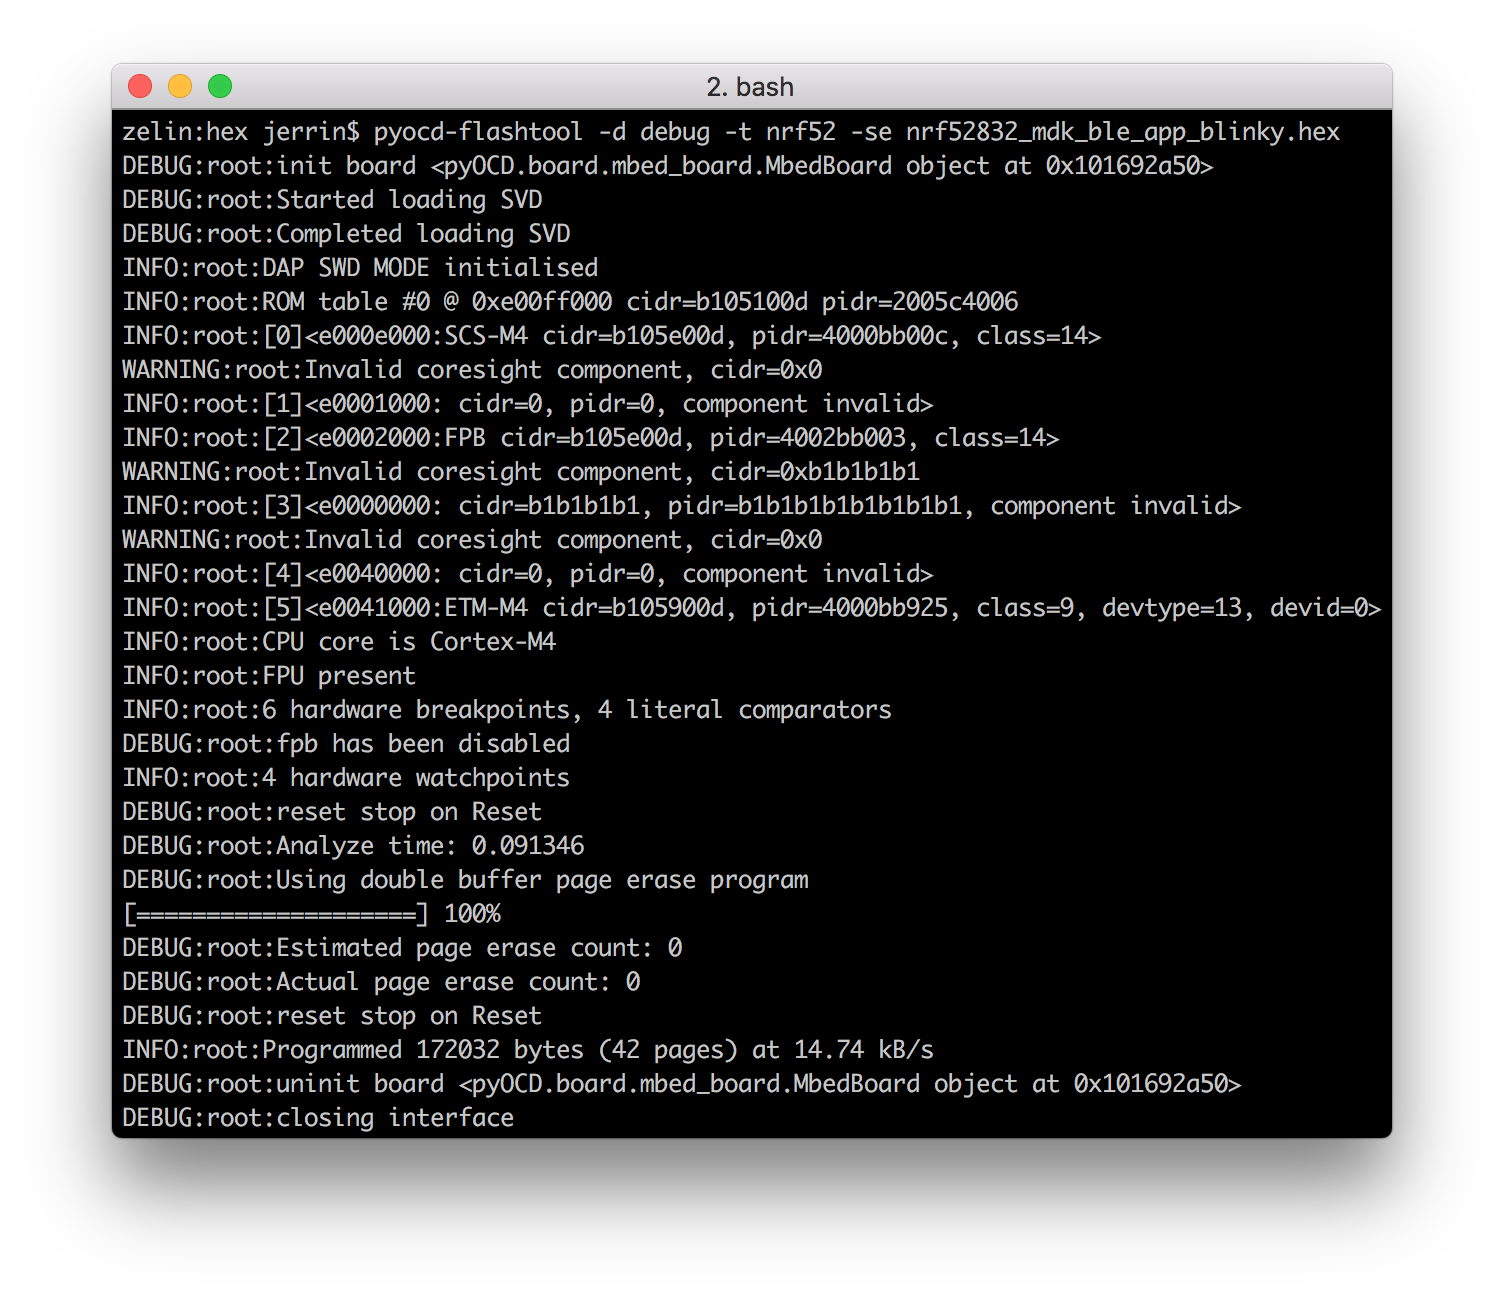 2. bash
zelin:hex jerrin$ pyocd-flashtool -d debug -t nrf52 -se nrf52832_mdk_ble_app_blinky.hex
DEBUG:root:init board <pyOCD.board.mbed_board.MbedBoard object at 0x101692a50>
DEBUG:root:Started loading SVD
DEBUG:root:Completed loading SVD
INFO:root:DAP SWD MODE initialised
INFO:root:ROM table #0 @ 0xe00ff000 cidr=b105100d pidr=2005c4006
INFO:root:[0]<e000e000:SCS-M4 cidr=b105e00d, pidr=4000bb00c, class=14>
WARNING:root:Invalid coresight component, cidr=0x0
INFO:root:[1]<e0001000: cidr=0, pidr=0, component invalid>
INFO:root:[2]<e0002000:FPB cidr=b105e00d, pidr=4002bb003, class=14>
WARNING:root:Invalid coresight component, cidr=0xb1b1b1b1
INFO:root:[3]<e0000000: cidr=b1b1b1b1, pidr=b1b1b1b1b1b1b1b1, component invalid>
WARNING:root:Invalid coresight component, cidr=0x0
INFO:root:[4]<e0040000: cidr=0, pidr=0, component invalid>
INFO:root:[5]<e0041000:ETM-M4 cidr=b105900d, pidr=4000bb925, class=9, devtype=13, devid=0>
INFO:root:CPU core is Cortex-M4
INFO:root:FPU present
INFO:root:6 hardware breakpoints, 4 literal comparators
DEBUG:root:fpb has been disabled
INFO:root:4 hardware watchpoints
DEBUG:root:reset stop on Reset
DEBUG:root:Analyze time: 0.091346
DEBUG:root:Using double buffer page erase program
[====================] 100%
DEBUG:root:Estimated page erase count: 0
DEBUG:root:Actual page erase count: 0
DEBUG:root:reset stop on Reset
INFO:root:Programmed 172032 bytes (42 pages) at 14.74 kB/s
DEBUG:root:uninit board <pyOCD.board.mbed_board.MbedBoard object at 0x101692a50>
DEBUG:root:closing interface